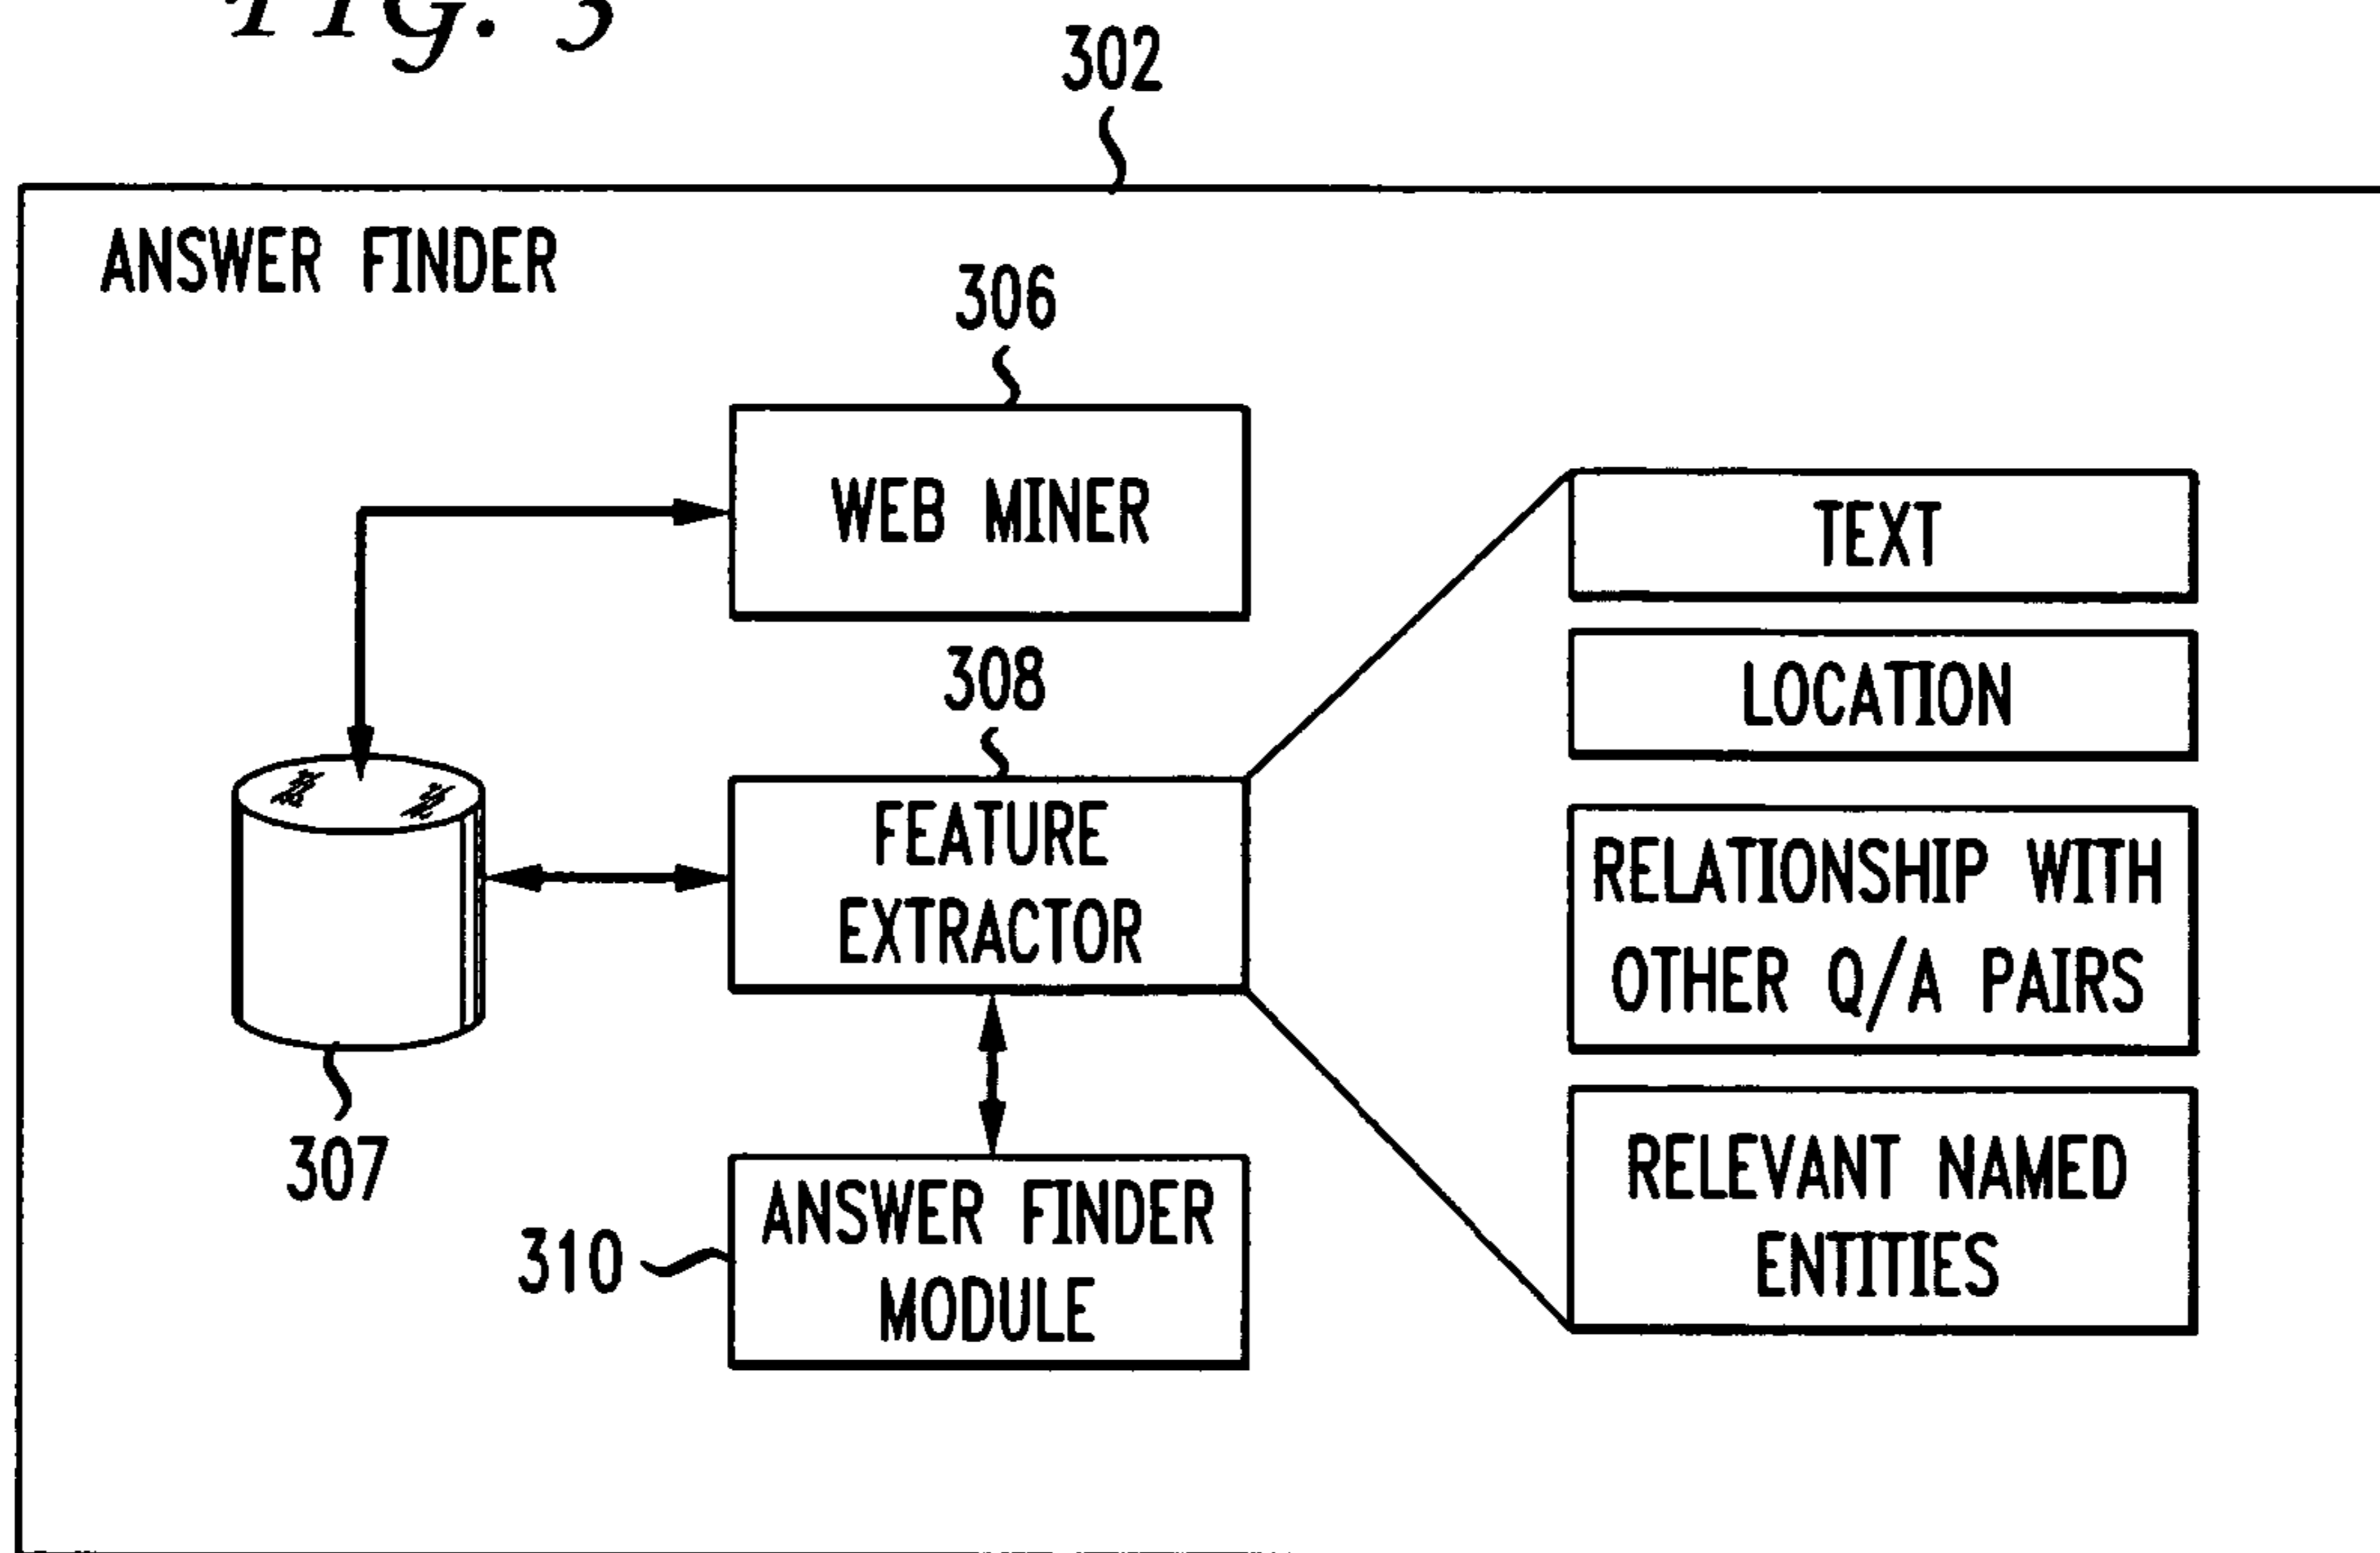 FIG. 3
302
ANSWER FINDER
306
WEB MINER
308
FEATURE
EXTRACTOR
307
310
ANSWER FINDER
MODULE
TEXT
LOCATION
RELATIONSHIP WITH
OTHER Q/A PAIRS
RELEVANT NAMED
ENTITIES